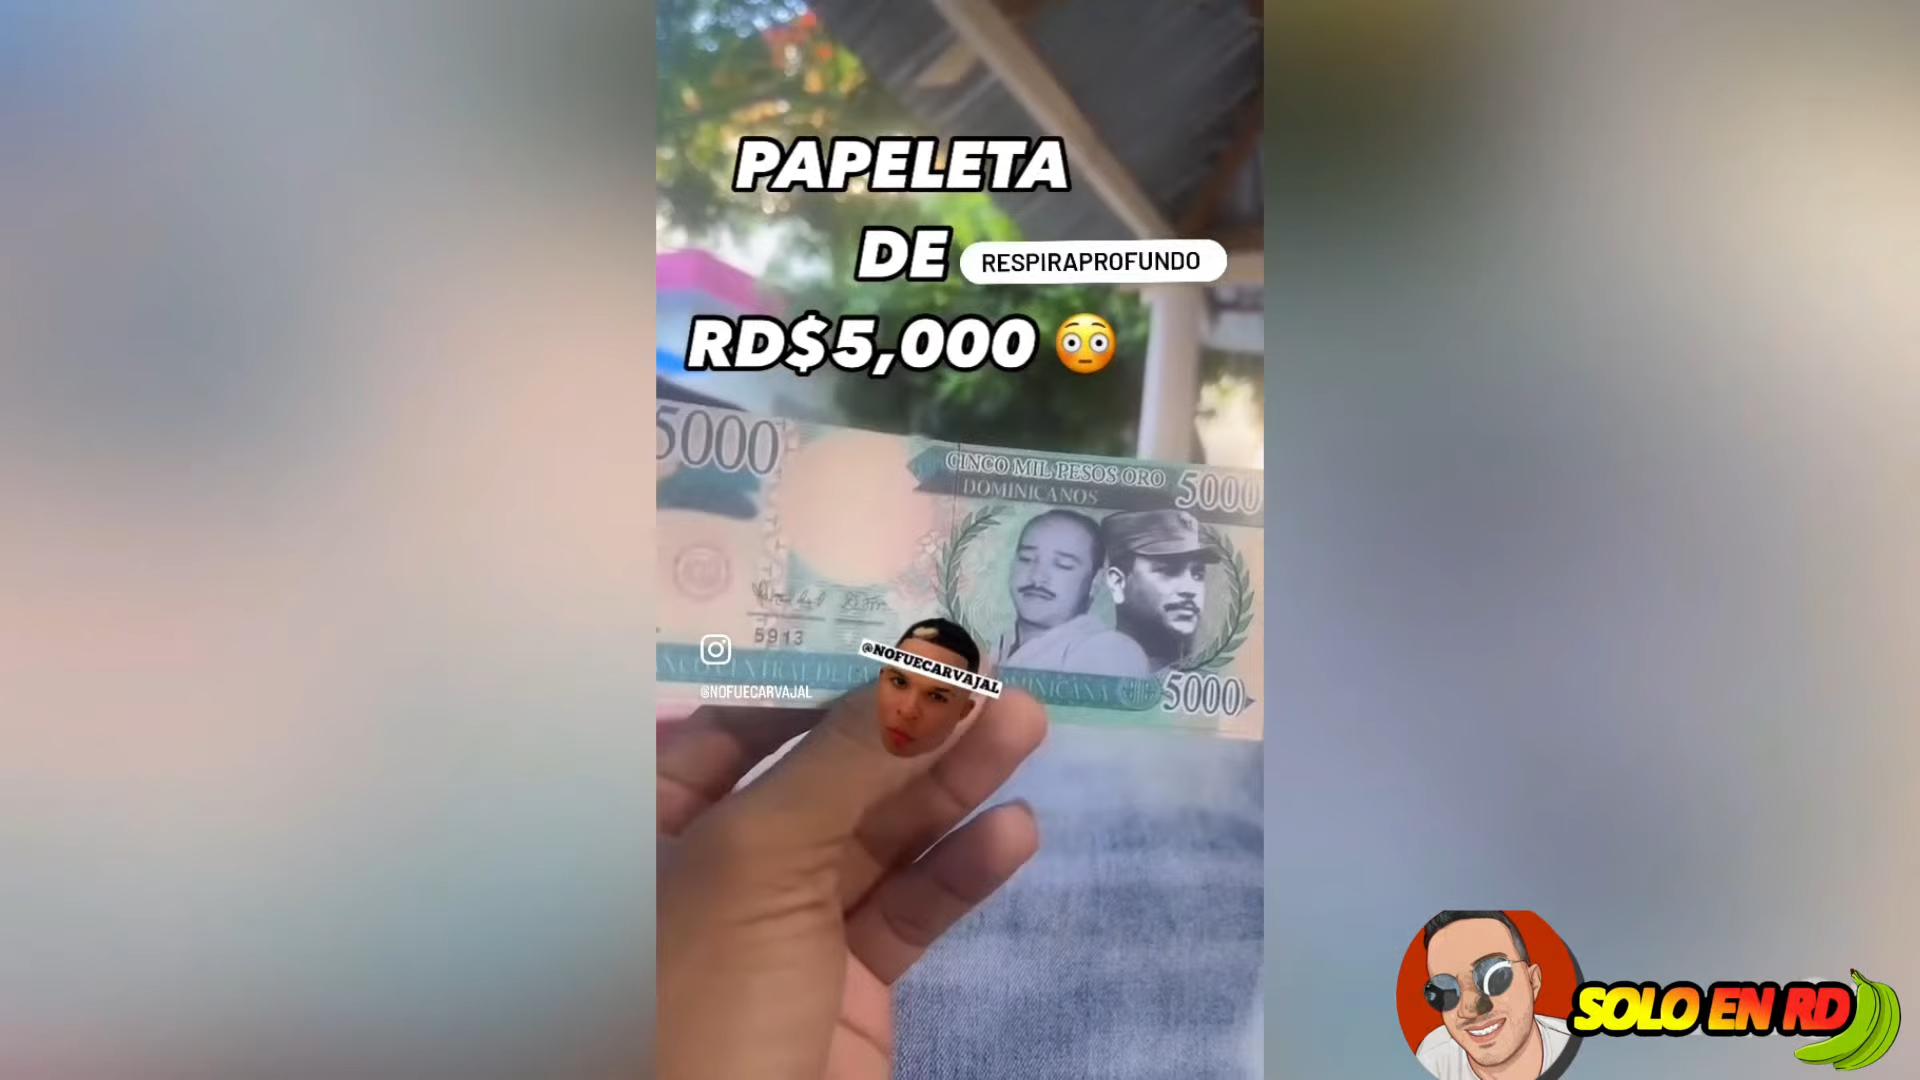 PAPELETA
DE RESPIRAPROFUNDO
RD$5,000
5000
CINCO MIL PESOS ORO
DOMINICANOS
5000
5913
@NOFUECARVAJAL
@NOFUECARVAJAL
5000
SOLO EN RD